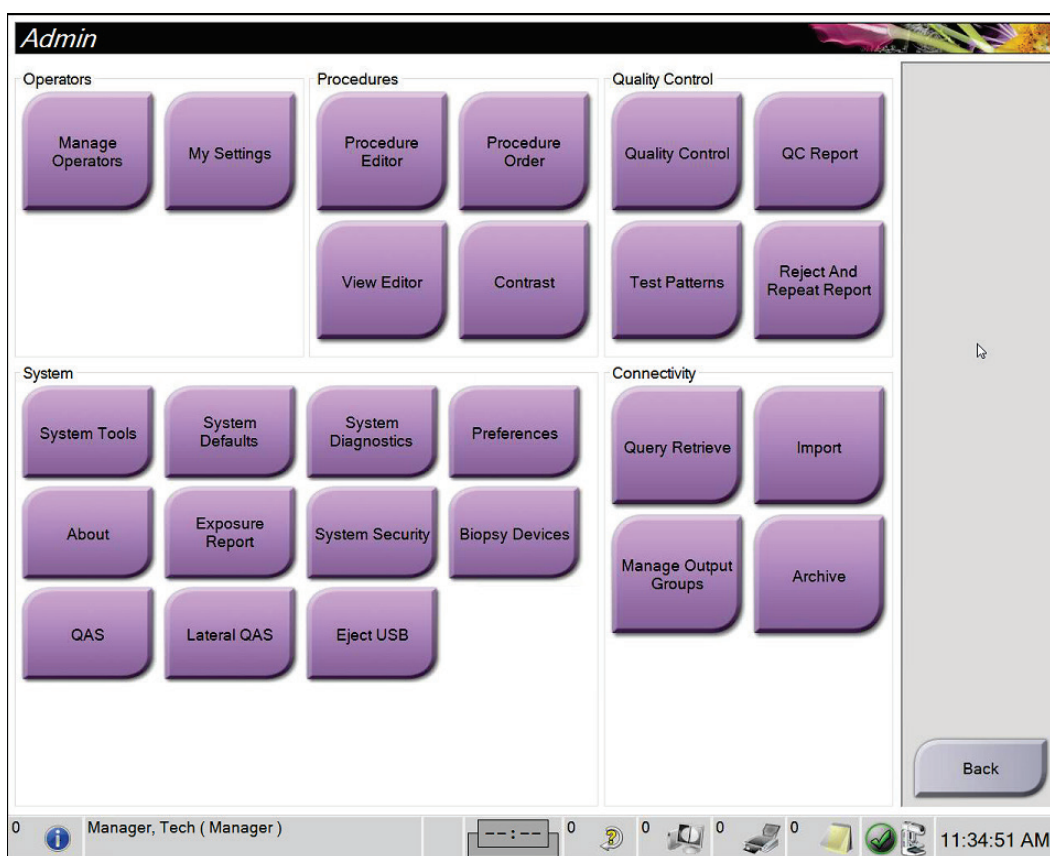 Admin
Operators
Manage
Operators
My Settings
Procedures
Procedure
Editor
Procedure
Order
View Editor
Contrast
Quality Control
Quality Control
QC Report
Test Patterns
Reject And
Repeat Report
System
System Tools
System
Defaults
System
Diagnostics
Preferences
About
Exposure
Report
System Security
Biopsy Devices
QAS
Lateral QAS
Eject USB
Connectivity
Query Retrieve
Import
Manage Output
Groups
Archive
Back
0
Manager, Tech ( Manager )
--:--
0
0
0
0
11:34:51 AM